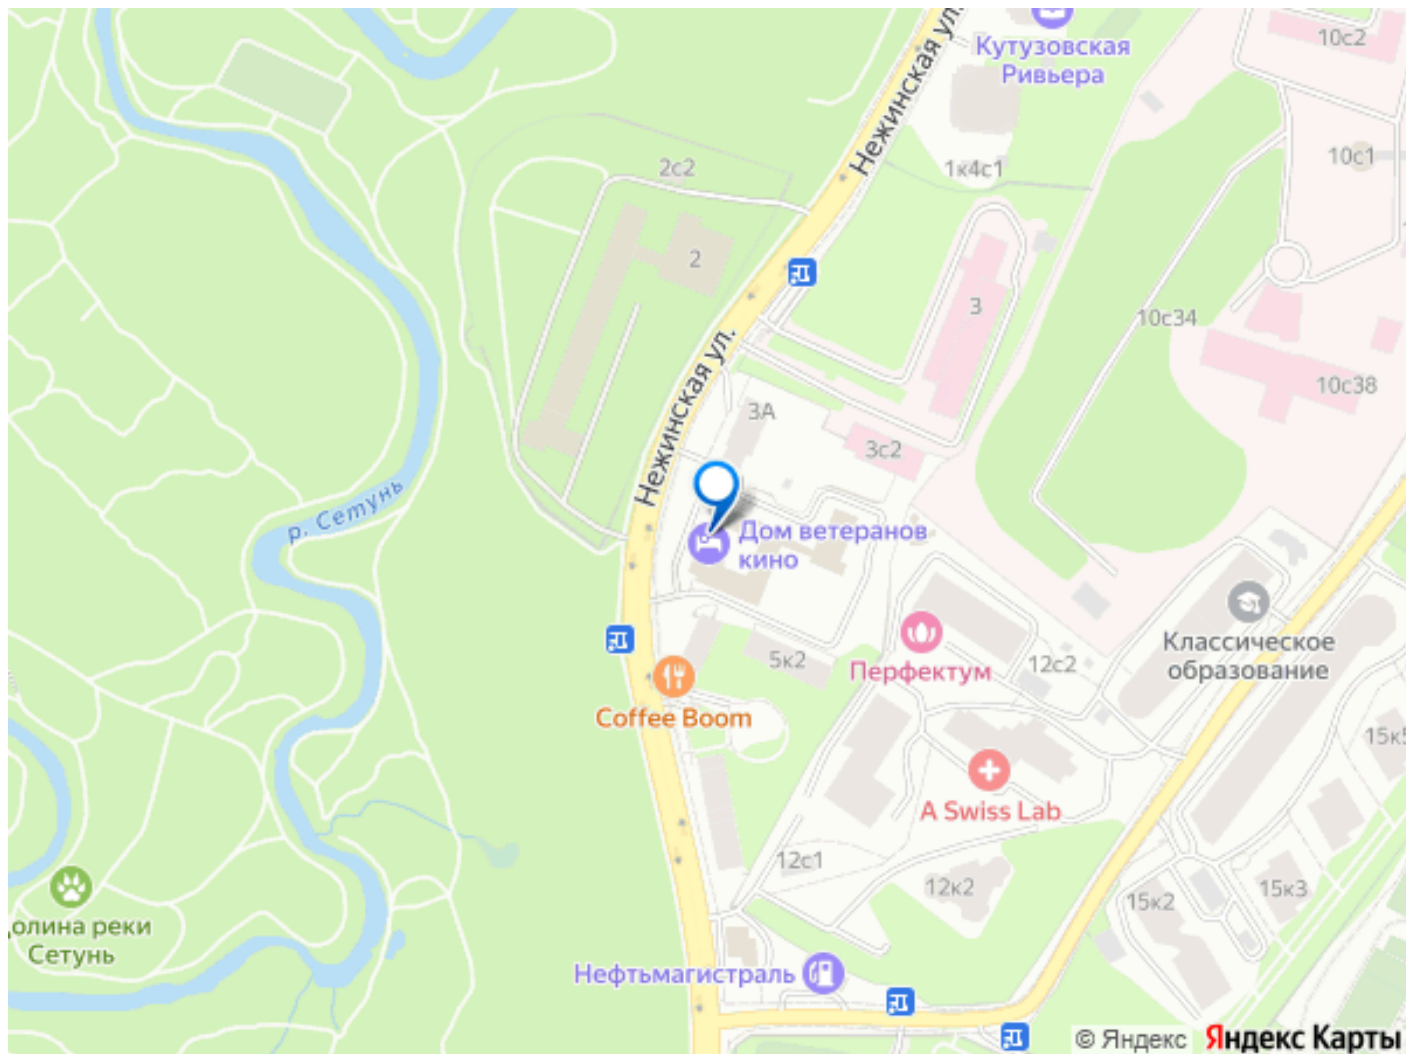 Нежинская ул.
Кутузовская
Ривьера
10с2
2с2
1к4с1
10с1
2
3
10с34
Нежинская ул.
10с38
3А
3с2
р. Сетунь
Дом ветеранов
кино
Классическое
образование
5к2
Перфектум
12с2
Coffee Boom
15к5
A Swiss Lab
12с1
12к2
15к2
15к3
олина реки
Сетунь
Нефтьмагистраль
© Яндекс Яндекс Карты